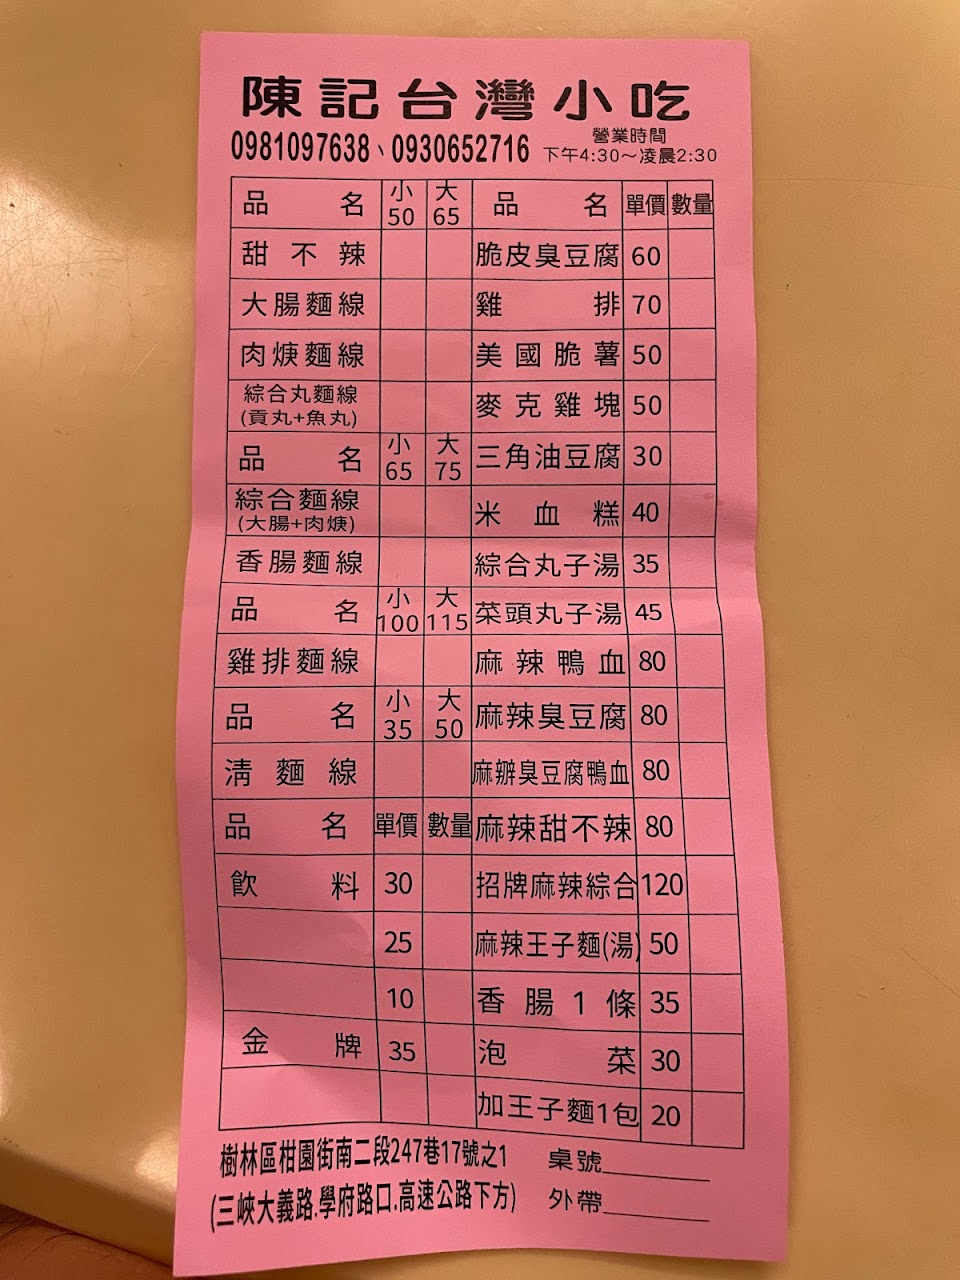 陳記台灣小吃
0981097638、0930652716 營業時間 下午4:30～凌晨2:30
品名 小50 大65 品名 單價 數量
甜不辣 脆皮臭豆腐 60
大腸麵線 雞排 70
肉焿麵線 美國脆薯 50
綜合丸麵線(貢丸+魚丸) 麥克雞塊 50
品名 小65 大75 三角油豆腐 30
綜合麵線(大腸+肉焿) 米血糕 40
香腸麵線 綜合丸子湯 35
品名 小100 大115 菜頭丸子湯 45
雞排麵線 麻辣鴨血 80
品名 小35 大50 麻辣臭豆腐 80
清麵線 麻辦臭豆腐鴨血 80
品名 單價 數量 麻辣甜不辣 80
飲料 30 招牌麻辣綜合 120
25 麻辣王子麵(湯) 50
10 香腸1條 35
金牌 35 泡菜 30
加王子麵1包 20
樹林區柑園街南二段247巷17號之1 桌號
(三峽大義路.學府路口.高速公路下方) 外帶